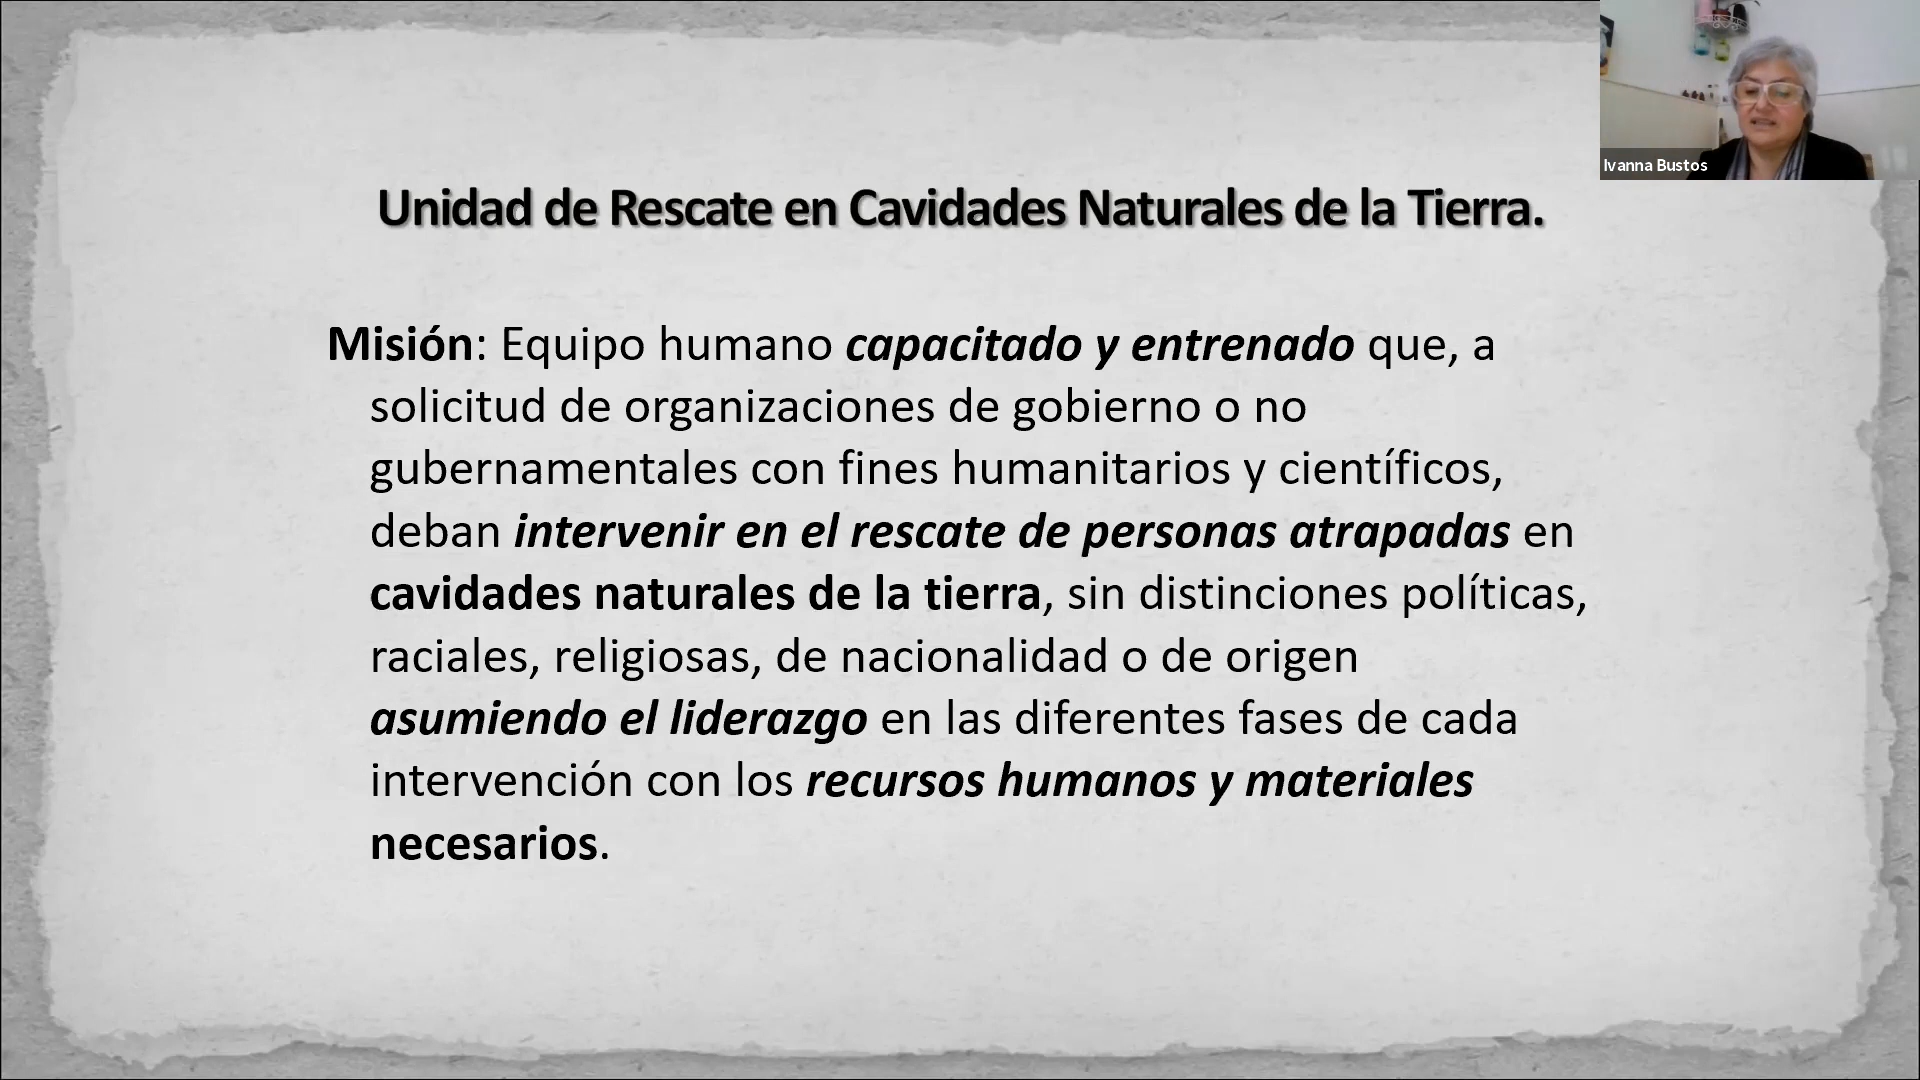 Ivanna Bustos
Unidad de Rescate en Cavidades Naturales de la Tierra.
Misión: Equipo humano capacitado y entrenado que, a
solicitud de organizaciones de gobierno o no
gubernamentales con fines humanitarios y científicos,
deban intervenir en el rescate de personas atrapadas en
cavidades naturales de la tierra, sin distinciones políticas,
raciales, religiosas, de nacionalidad o de origen
asumiendo el liderazgo en las diferentes fases de cada
intervención con los recursos humanos y materiales
necesarios.